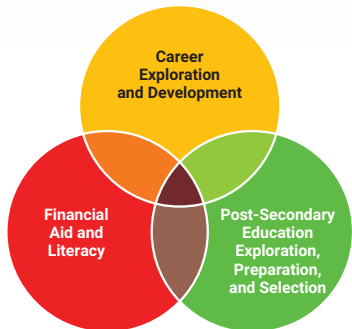 Career
Exploration
and Development
Financial
Aid and
Literacy
Post-Secondary
Education
Exploration,
Preparation,
and Selection